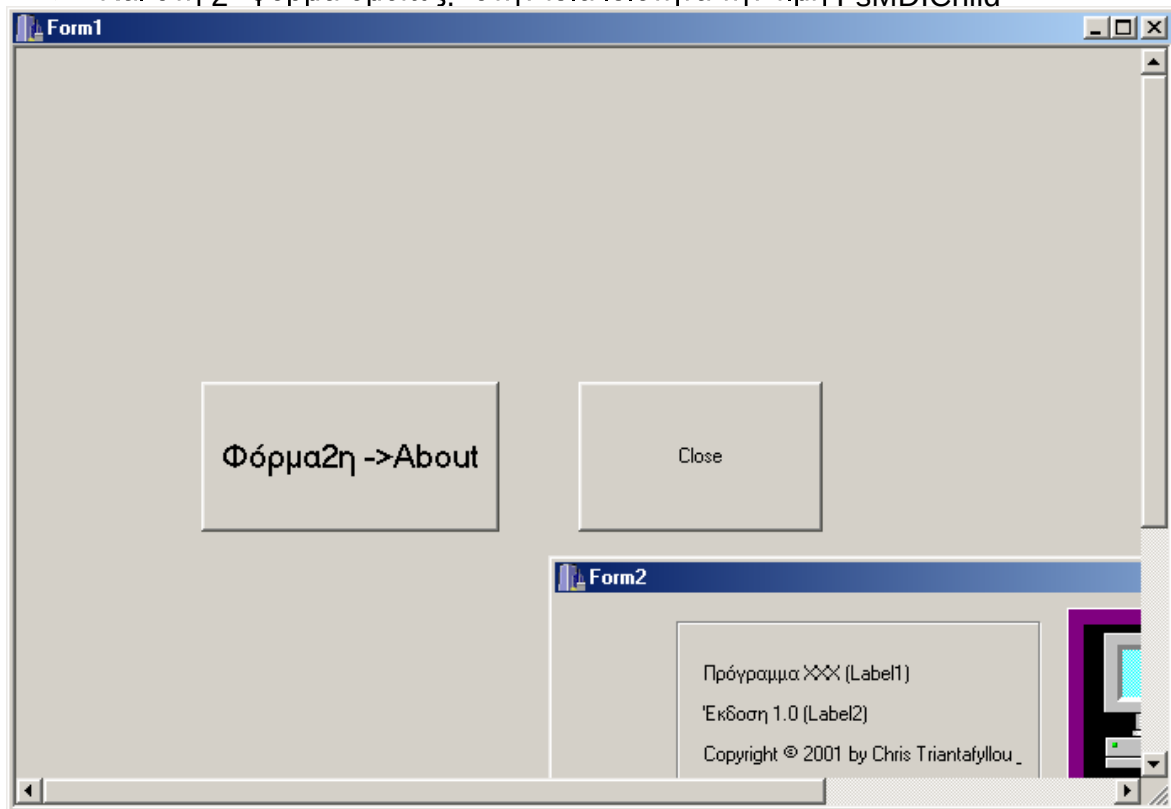 Form1
Φόρμα2η ->About
Close
Form2
Πρόγραμμα XXX (Label1)
Έκδοση 1.0 (Label2)
Copyright © 2001 by Chris Triantafyllou _